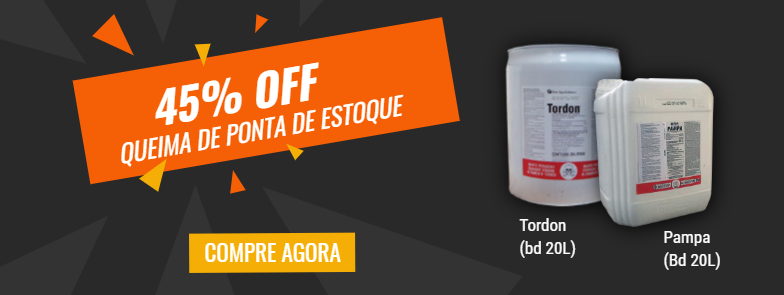 45% OFF
QUEIMA DE PONTA DE ESTOQUE
COMPRE AGORA
Tordon
PAMPA
Tordon
(bd 20L)
Pampa
(Bd 20L)